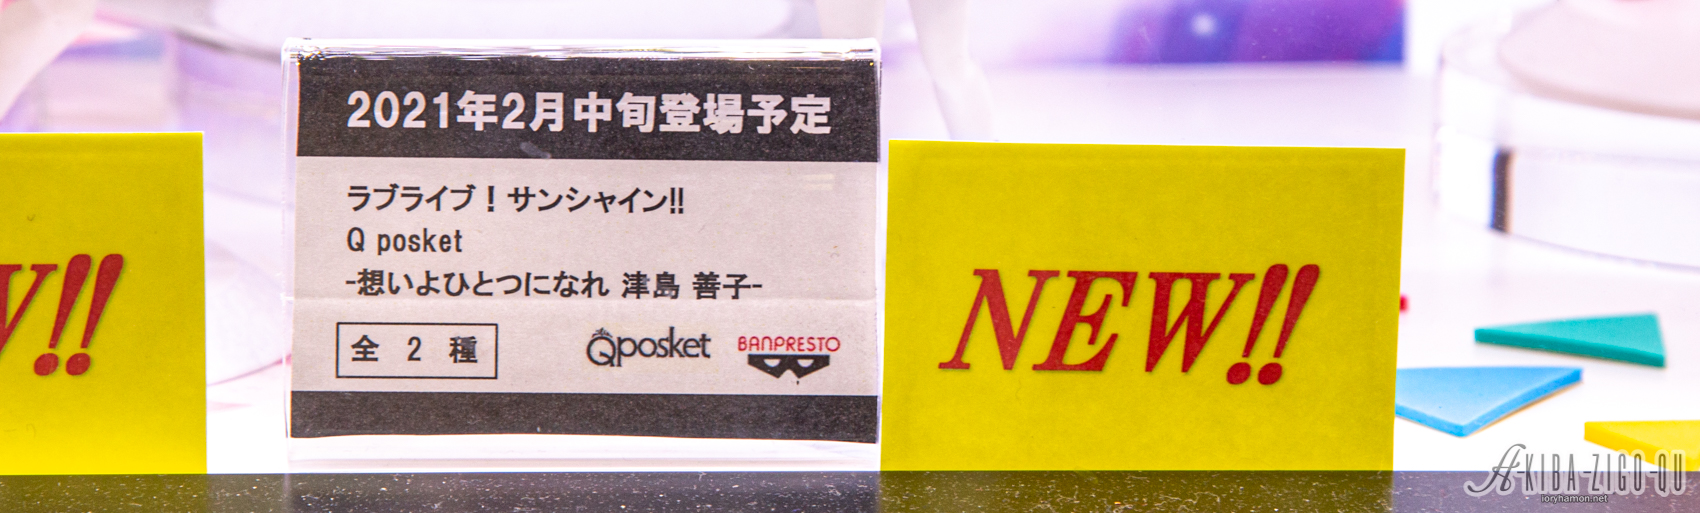 2021年2月中旬登場予定
ラブライブ！サンシャイン!!
Q posket
-想いよひとつになれ 津島 善子-
全 2 種
Qposket
BANPRESTO
W!!
NEW!!
A-KIBA-ZIGO-QU
ioryhamon.net